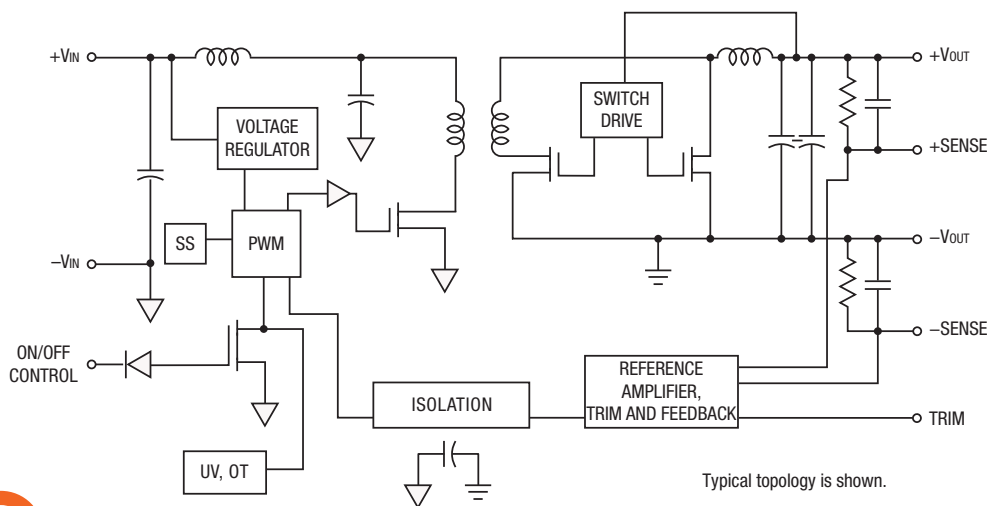 +VIN
+VOUT
SWITCH
DRIVE
VOLTAGE
REGULATOR
+SENSE
SS
PWM
−VOUT
−VIN
−SENSE
ON/OFF
CONTROL
REFERENCE
AMPLIFIER,
TRIM AND FEEDBACK
ISOLATION
TRIM
UV, OT
Typical topology is shown.